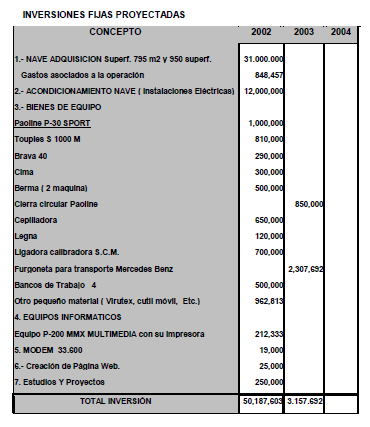 INVERSIONES FIJAS PROYECTADAS
CONCEPTO 2002 2003 2004
1.- NAVE ADQUISICION Superf. 795 m2 y 950 superf. 31.000.000
Gastos asociados a la operación 848,457
2.- ACONDICIONAMIENTO NAVE ( Instalaciones Eléctricas) 12,000,000
3.- BIENES DE EQUIPO
Paoline P-30 SPORT 1,000,000
Touples S 1000 M 810,000
Brava 40 290,000
Cima 300,000
Berma ( 2 maquina) 500,000
Cierra circular Paoline 850,000
Cepilladora 650,000
Legna 120,000
Ligadora calibradora S.C.M. 700,000
Furgoneta para transporte Mercedes Benz 2,307,692
Bancos de Trabajo 4 500,000
Otro pequeño material ( Virutex, cutil móvil, Etc.) 962,813
4. EQUIPOS INFORMATICOS
Equipo P-200 MMX MULTIMEDIA con su Impresora 212,333
5. MODEM 33.600 19,000
6.- Creación de Página Web. 25,000
7. Estudios Y Proyectos 250,000
TOTAL INVERSIÓN 50,187,603 3.157.692